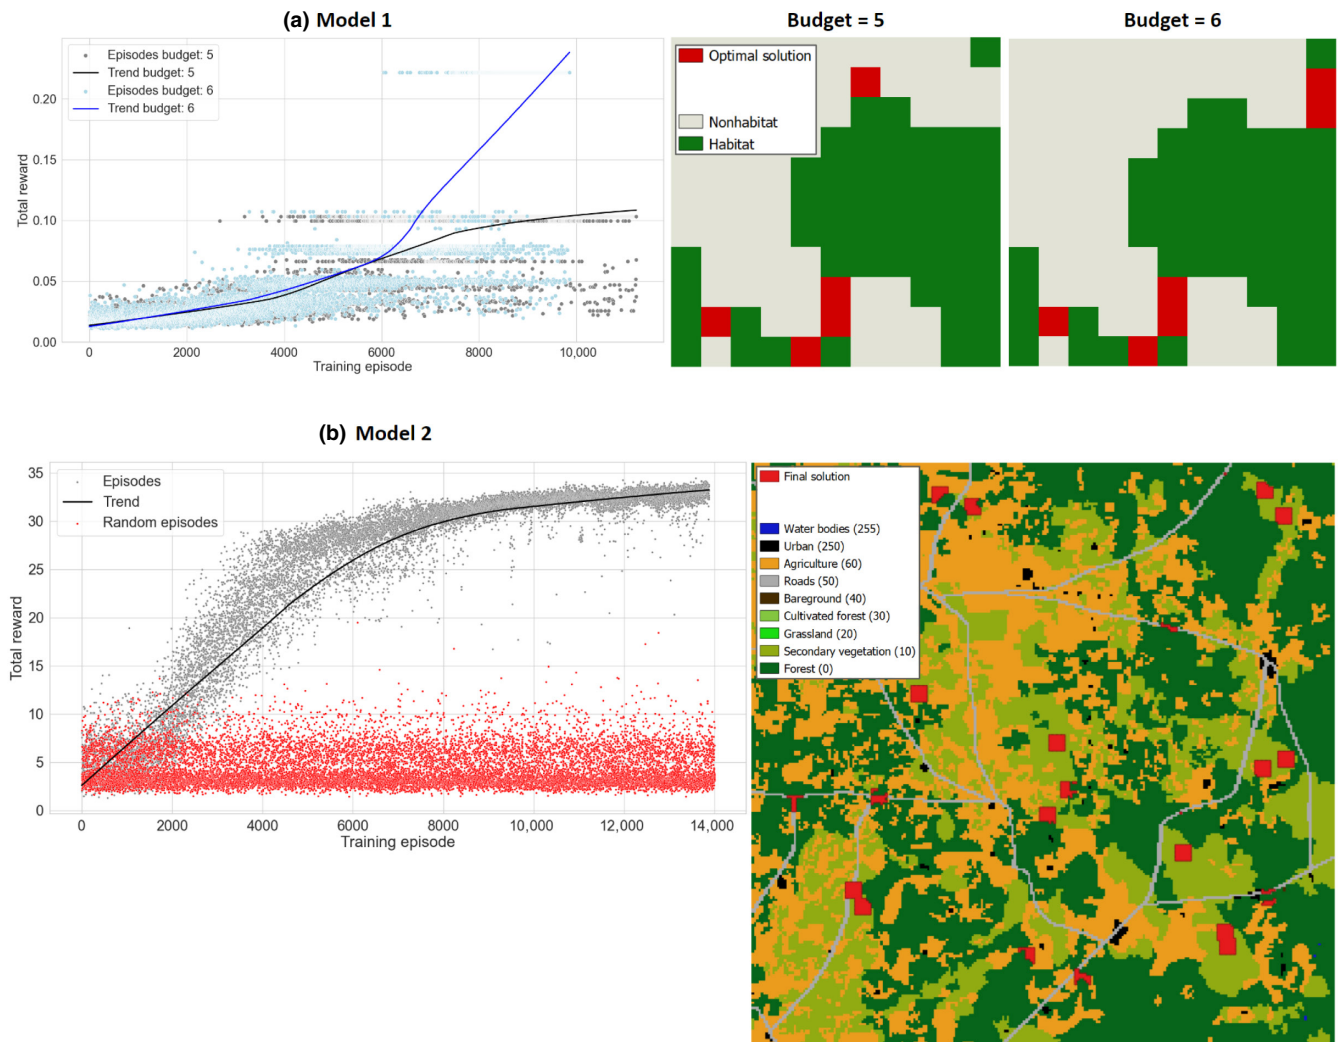 (a) Model 1
Budget = 5
Budget = 6
Episodes budget: 5
Trend budget: 5
Episodes budget: 6
Trend budget: 6
Total reward
0.20
0.15
0.10
0.05
0.00
0
2000
4000
6000
8000
10,000
Training episode
Optimal solution
Nonhabitat
Habitat
(b) Model 2
Episodes
Trend
Random episodes
Total reward
35
30
25
20
15
10
5
0
0
2000
4000
6000
8000
10,000
12,000
14,000
Training episode
Final solution
Water bodies (255)
Urban (250)
Agriculture (60)
Roads (50)
Bareground (40)
Cultivated forest (30)
Grassland (20)
Secondary vegetation (10)
Forest (0)